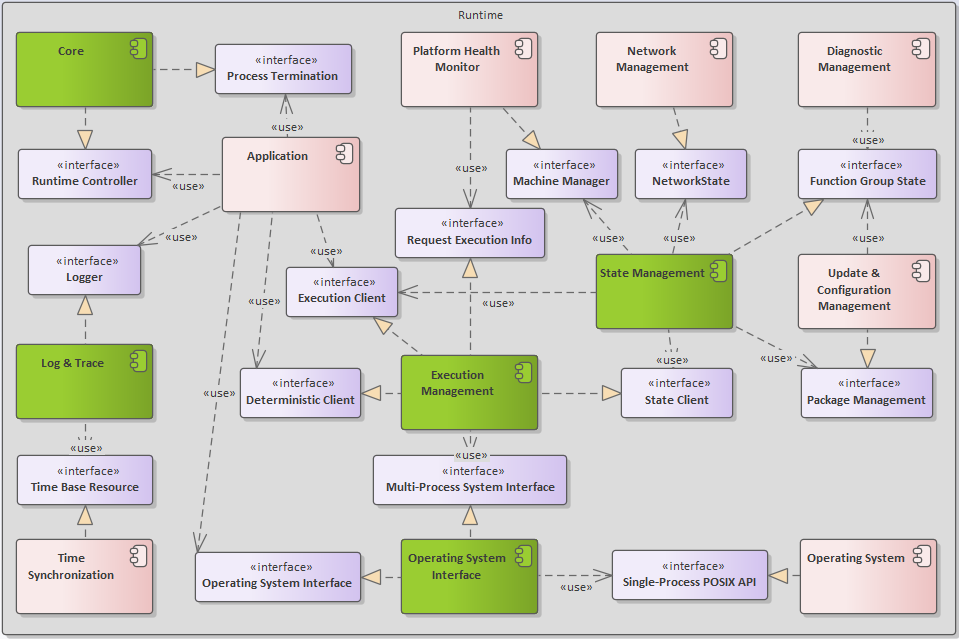 Runtime
Core
«interface»
Process Termination
Platform Health
Monitor
Network
Management
Diagnostic
Management
«use»
«interface»
Runtime Controller
«use»
Application
«use»
«interface»
Machine Manager
«interface»
NetworkState
«use»
«interface»
Function Group State
«use»
«interface»
Logger
«use»
«interface»
Execution Client
«interface»
Request Execution Info
«use»
«use»
«use»
State Management
Update &
Configuration
Management
«use»
«use»
Log & Trace
«interface»
Deterministic Client
Execution
Management
«use»
«interface»
State Client
«use»
«interface»
Package Management
«use»
«use»
«interface»
Time Base Resource
«use»
«interface»
Multi-Process System Interface
Time
Synchronization
«interface»
Operating System Interface
Operating System
Interface
«use»
«interface»
Single-Process POSIX API
Operating System